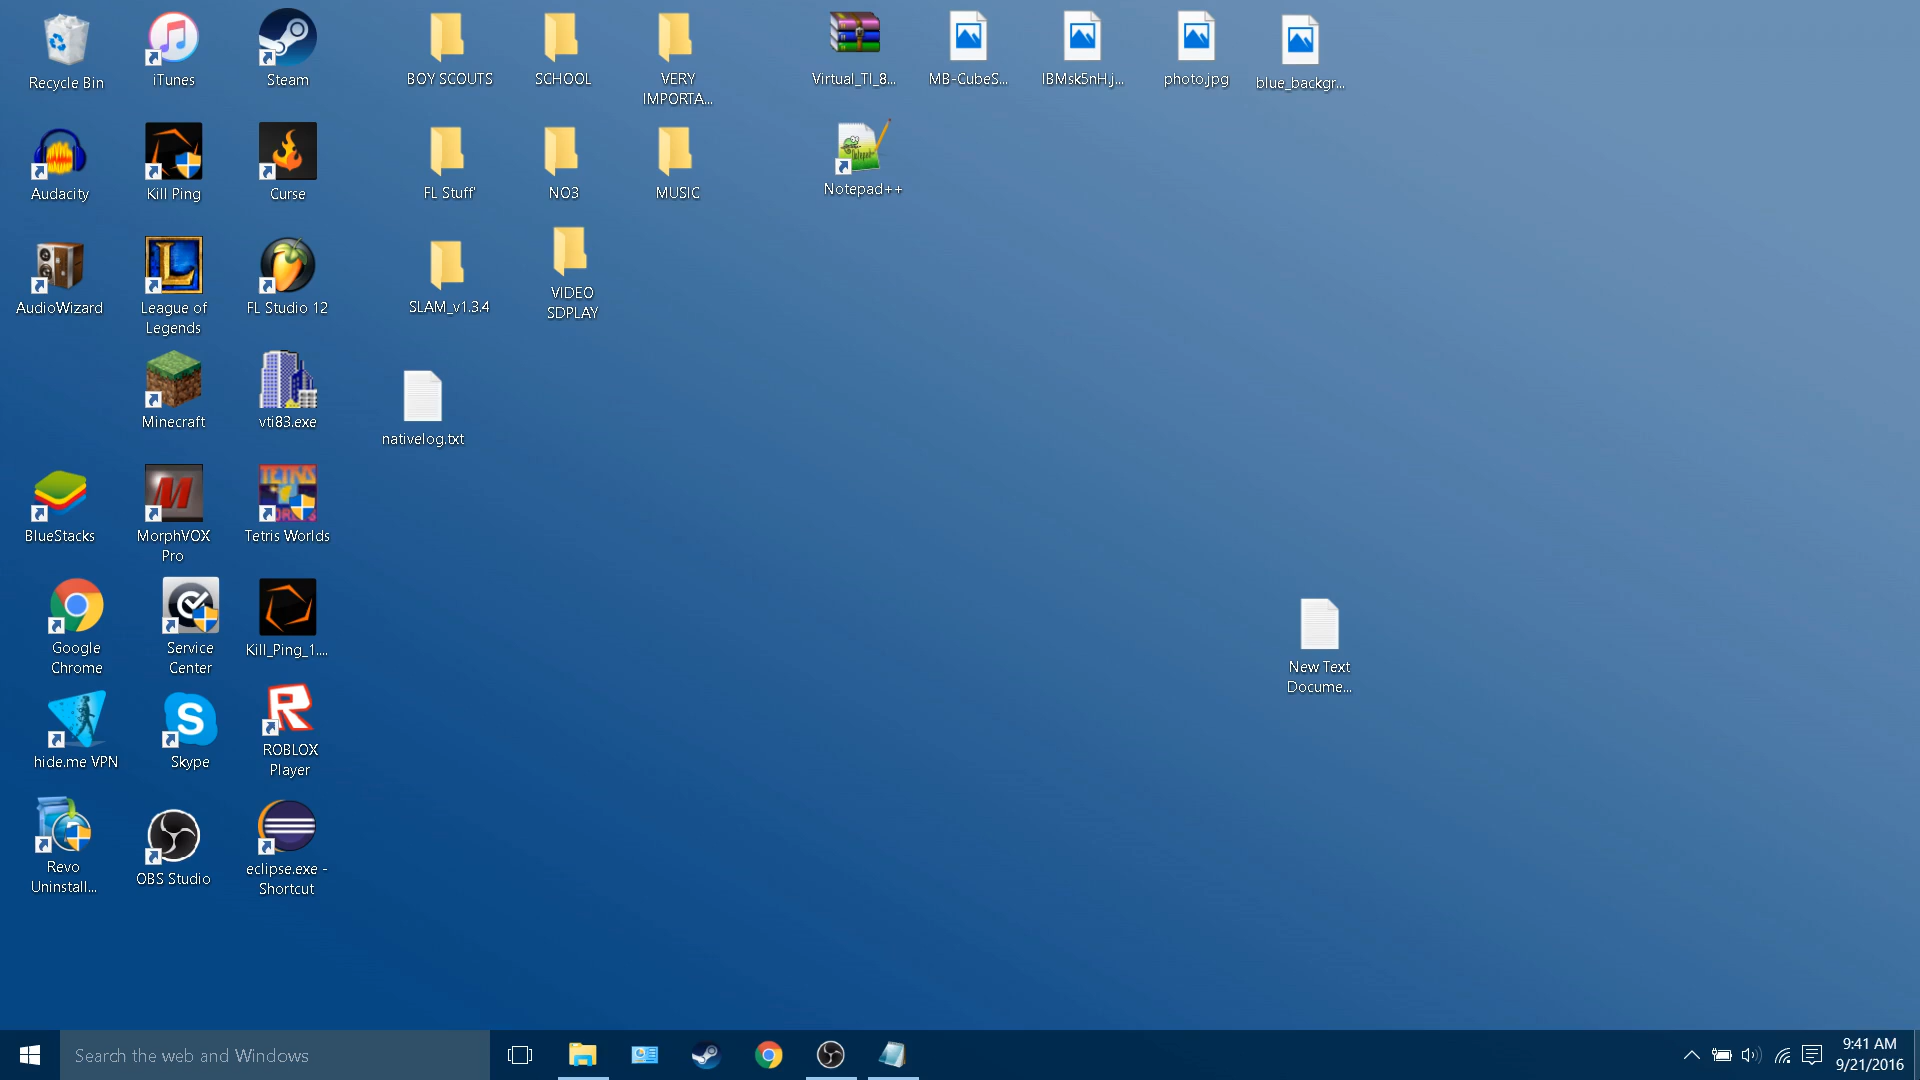 Recycle Bin
iTunes
Steam
BOY SCOUTS
SCHOOL
VERY
IMPORTA...
Virtual_TI_8...
MB-CubeS...
IBMsk5nH.j...
photo.jpg
blue_backgr...
Audacity
Kill Ping
Curse
FL Stuff'
NO3
MUSIC
Notepad++
AudioWizard
League of
Legends
FL Studio 12
SLAM_v1.3.4
VIDEO
SDPLAY
Minecraft
vti83.exe
nativelog.txt
BlueStacks
MorphVOX
Pro
Tetris Worlds
Google
Chrome
Service
Center
Kill_Ping_1....
New Text
Docume...
hide.me VPN
Skype
ROBLOX
Player
Revo
Uninstall...
OBS Studio
eclipse.exe -
Shortcut
Search the web and Windows
9:41 AM
9/21/2016